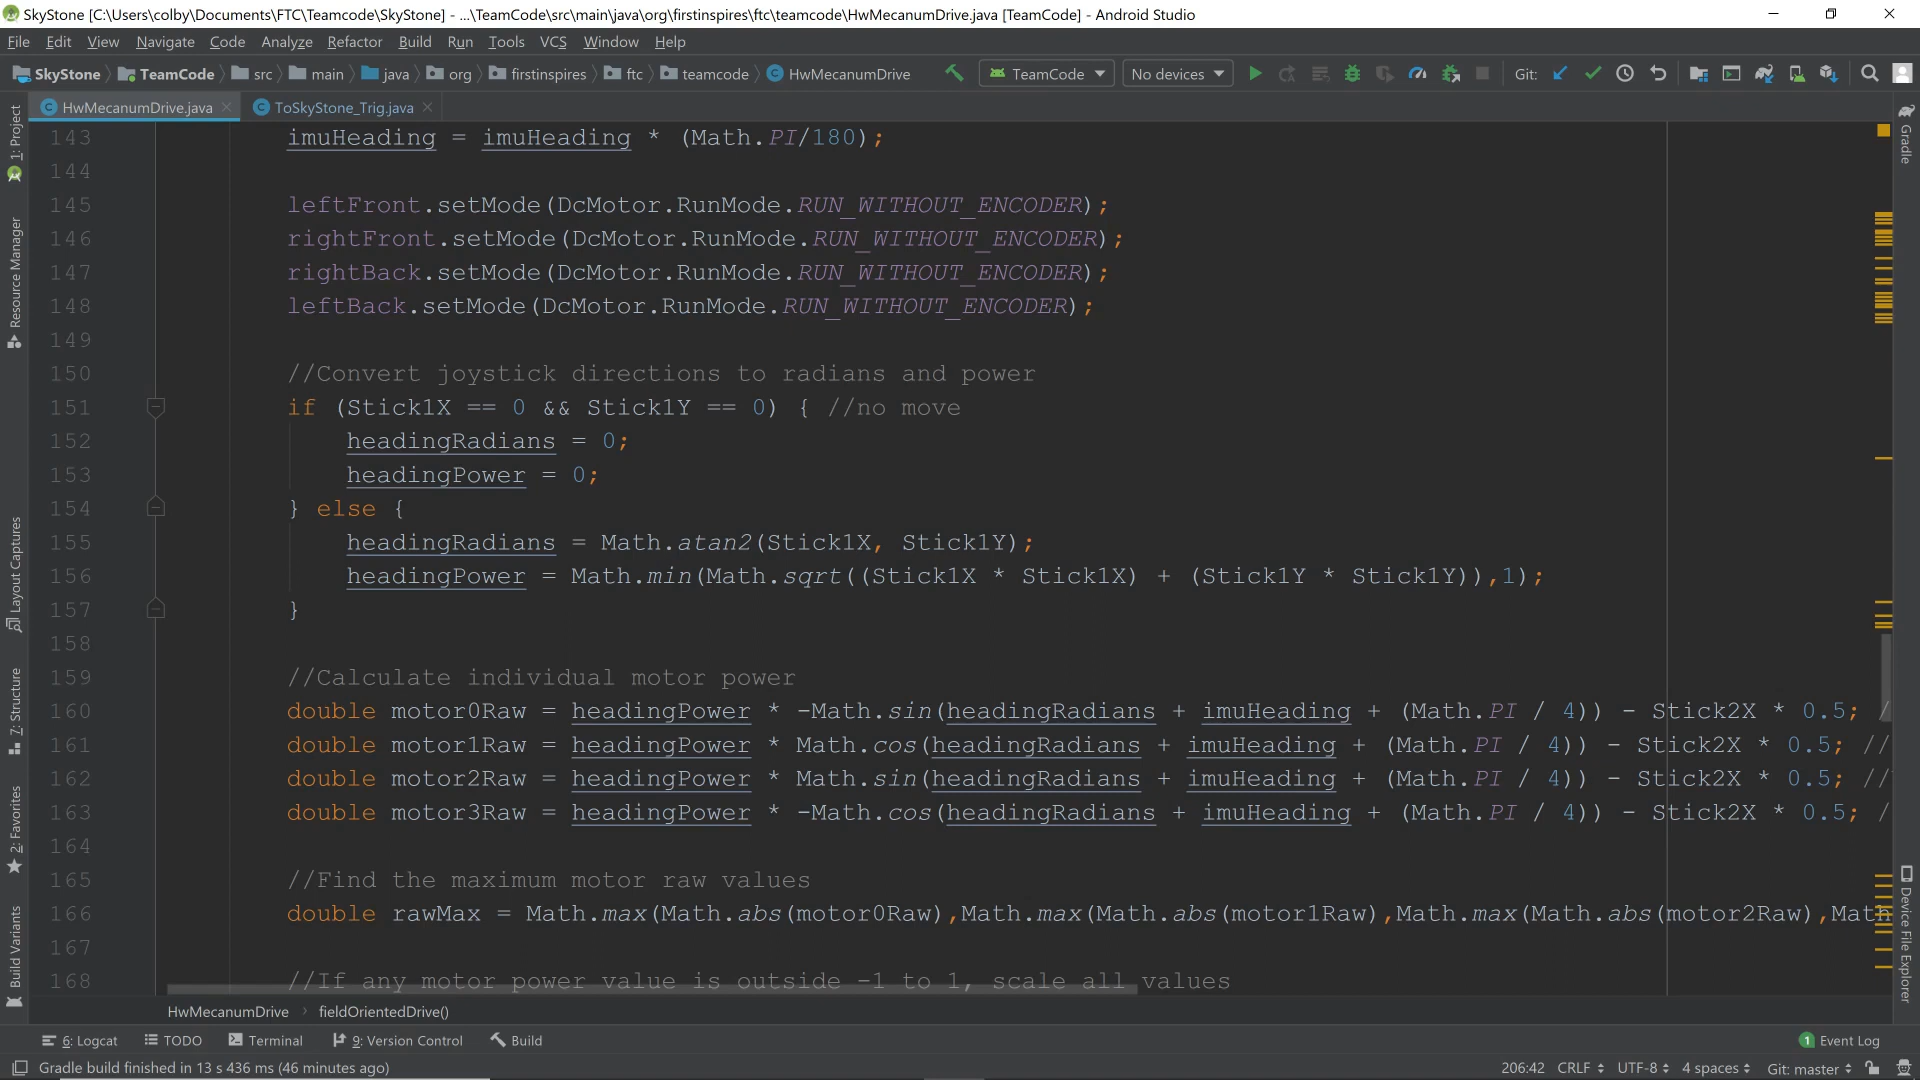 SkyStone [C:\Users\colby\Documents\FTC\Teamcode\SkyStone] - ...\TeamCode\src\main\java\org\firstinspires\ftc\teamcode\HwMecanumDrive.java [TeamCode] - Android Studio
File Edit View Navigate Code Analyze Refactor Build Run Tools VCS Window Help
SkyStone TeamCode src main java org firstinspires ftc teamcode HwMecanumDrive TeamCode No devices Git:
HwMecanumDrive.java ToSkyStone_Trig.java
1: Project
Resource Manager
Layout Captures
7: Structure
2: Favorites
Build Variants
143 imuHeading = imuHeading * (Math.PI/180);
144
145 leftFront.setMode(DcMotor.RunMode.RUN_WITHOUT_ENCODER);
146 rightFront.setMode(DcMotor.RunMode.RUN_WITHOUT_ENCODER);
147 rightBack.setMode(DcMotor.RunMode.RUN_WITHOUT_ENCODER);
148 leftBack.setMode(DcMotor.RunMode.RUN_WITHOUT_ENCODER);
149
150 //Convert joystick directions to radians and power
151 if (Stick1X == 0 && Stick1Y == 0) { //no move
152 headingRadians = 0;
153 headingPower = 0;
154 } else {
155 headingRadians = Math.atan2(Stick1X, Stick1Y);
156 headingPower = Math.min(Math.sqrt((Stick1X * Stick1X) + (Stick1Y * Stick1Y)),1);
157 }
158
159 //Calculate individual motor power
160 double motor0Raw = headingPower * -Math.sin(headingRadians + imuHeading + (Math.PI / 4)) - Stick2X * 0.5; /
161 double motor1Raw = headingPower * Math.cos(headingRadians + imuHeading + (Math.PI / 4)) - Stick2X * 0.5; //
162 double motor2Raw = headingPower * Math.sin(headingRadians + imuHeading + (Math.PI / 4)) - Stick2X * 0.5; //
163 double motor3Raw = headingPower * -Math.cos(headingRadians + imuHeading + (Math.PI / 4)) - Stick2X * 0.5; /
164
165 //Find the maximum motor raw values
166 double rawMax = Math.max(Math.abs(motor0Raw),Math.max(Math.abs(motor1Raw),Math.max(Math.abs(motor2Raw),Math
167
168 //If any motor power value is outside -1 to 1, scale all values
Gradle
Device File Explorer
HwMecanumDrive fieldOrientedDrive()
6: Logcat TODO Terminal 9: Version Control Build 1 Event Log
Gradle build finished in 13 s 436 ms (46 minutes ago) 206:42 CRLF UTF-8 4 spaces Git: master